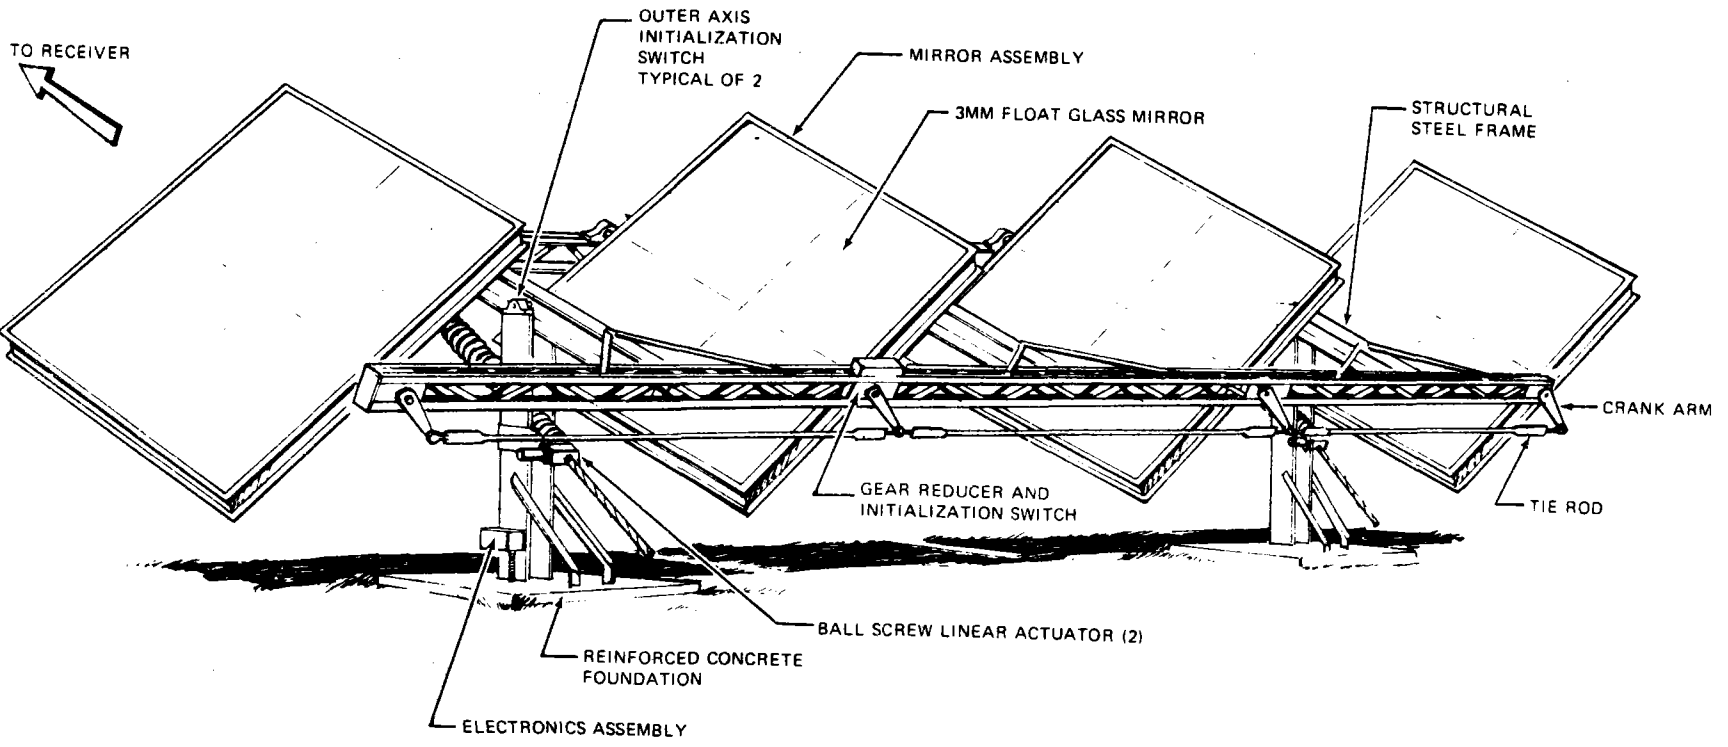 TO RECEIVER
OUTER AXIS
INITIALIZATION
SWITCH
TYPICAL OF 2
MIRROR ASSEMBLY
3MM FLOAT GLASS MIRROR
STRUCTURAL
STEEL FRAME
CRANK ARM
TIE ROD
GEAR REDUCER AND
INITIALIZATION SWITCH
BALL SCREW LINEAR ACTUATOR (2)
REINFORCED CONCRETE
FOUNDATION
ELECTRONICS ASSEMBLY